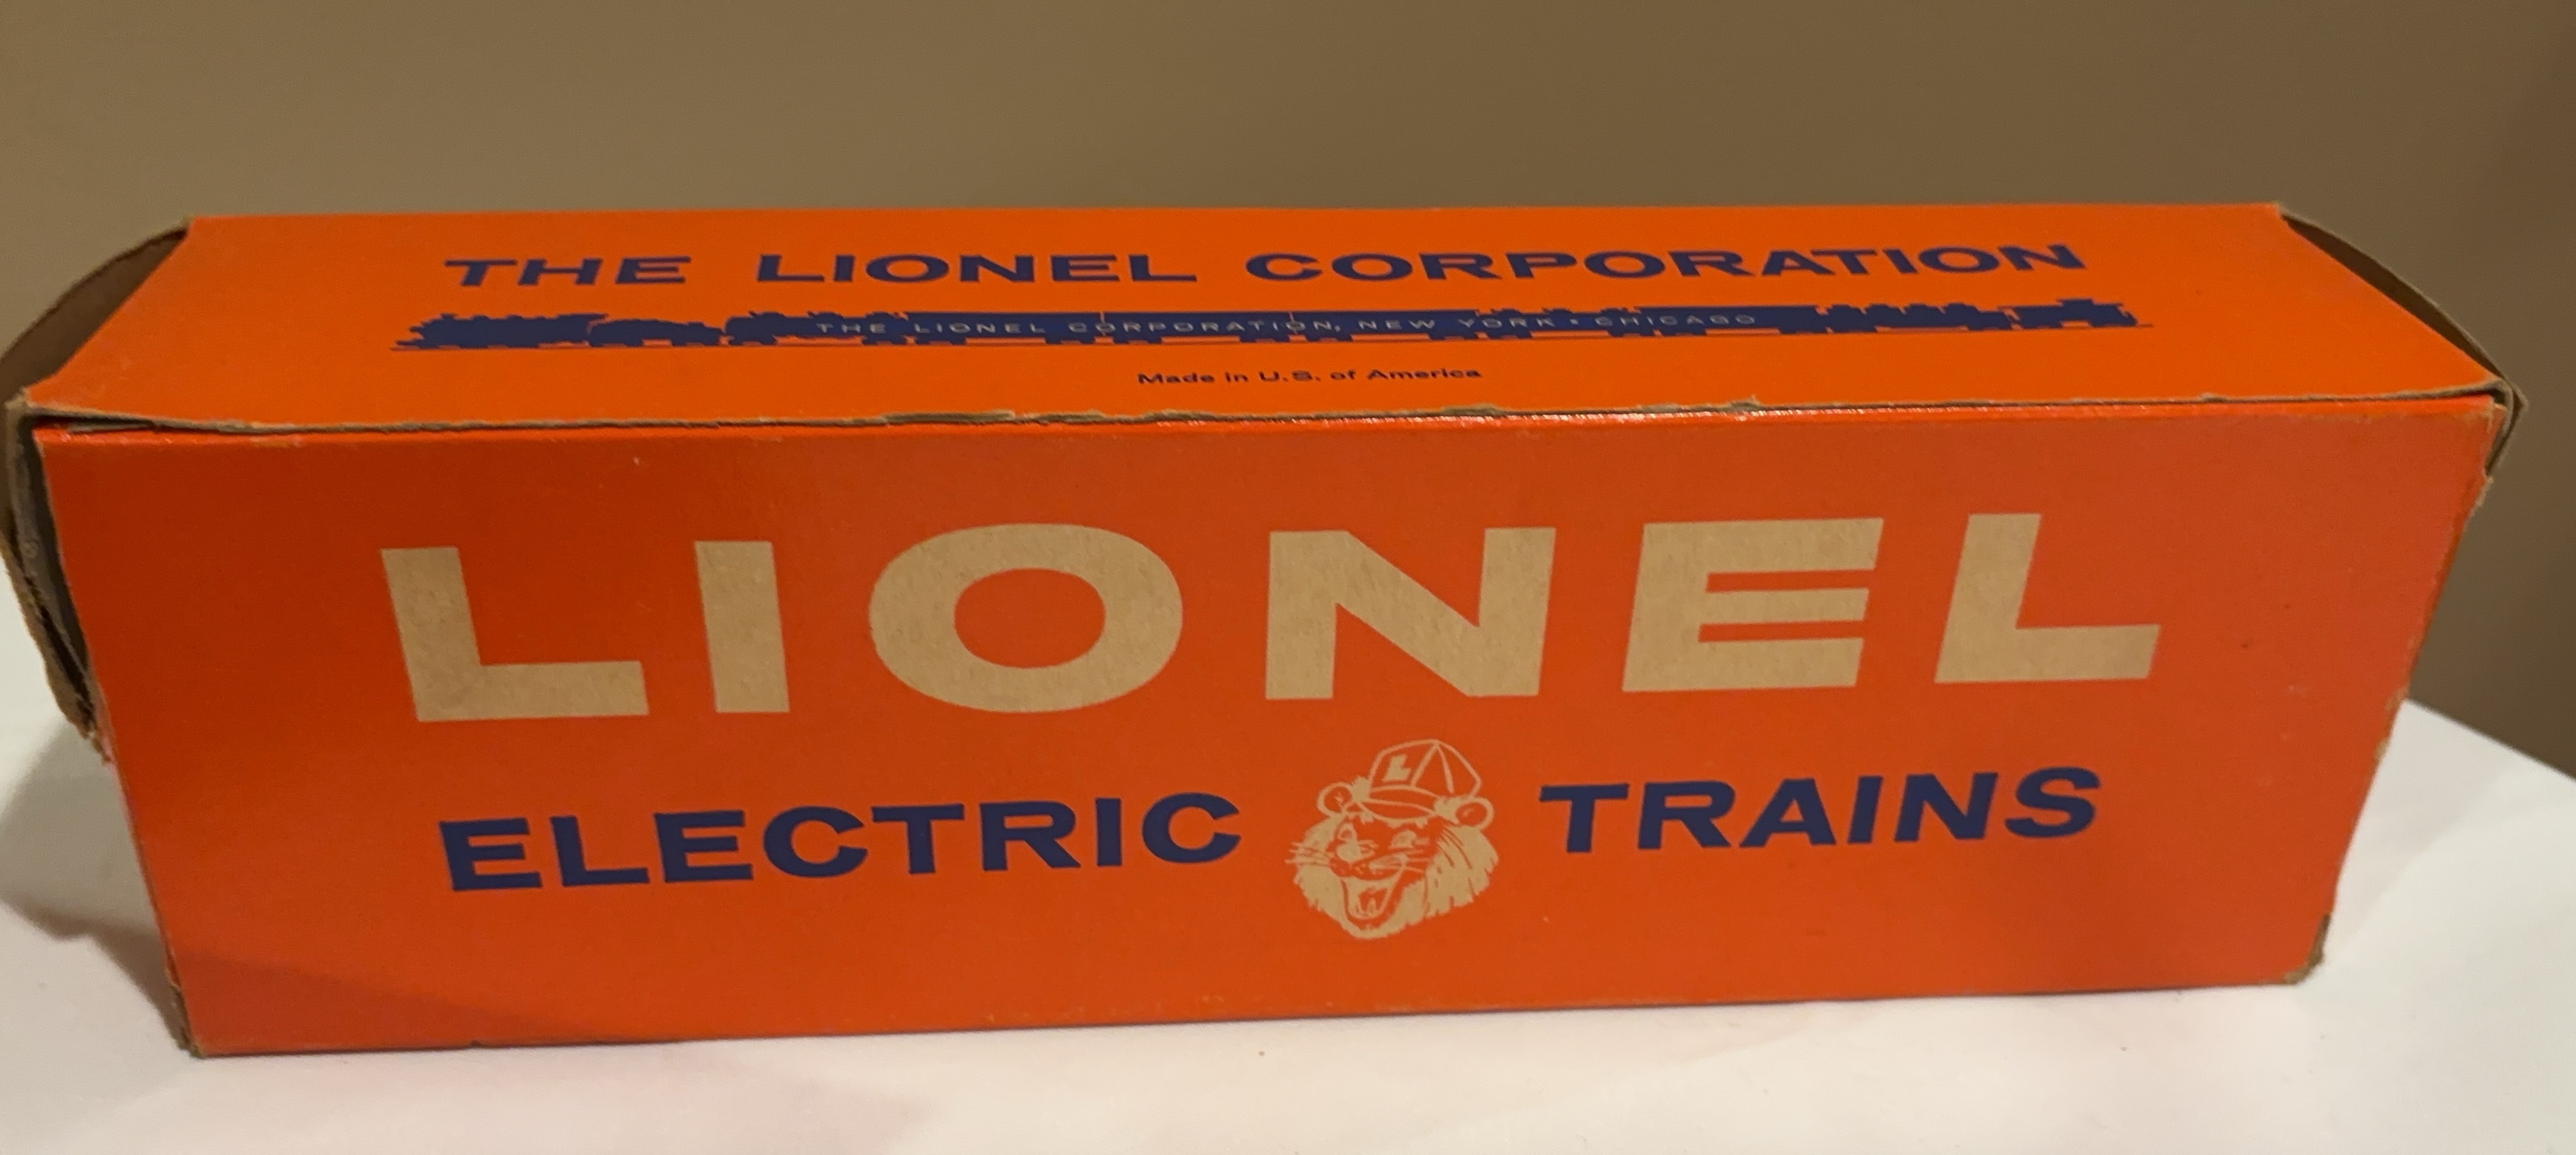 THE LIONEL CORPORATION
THE LIONEL CORPORATION, NEW YORK • CHICAGO
Made in U.S. of America
LIONEL
L
ELECTRIC TRAINS